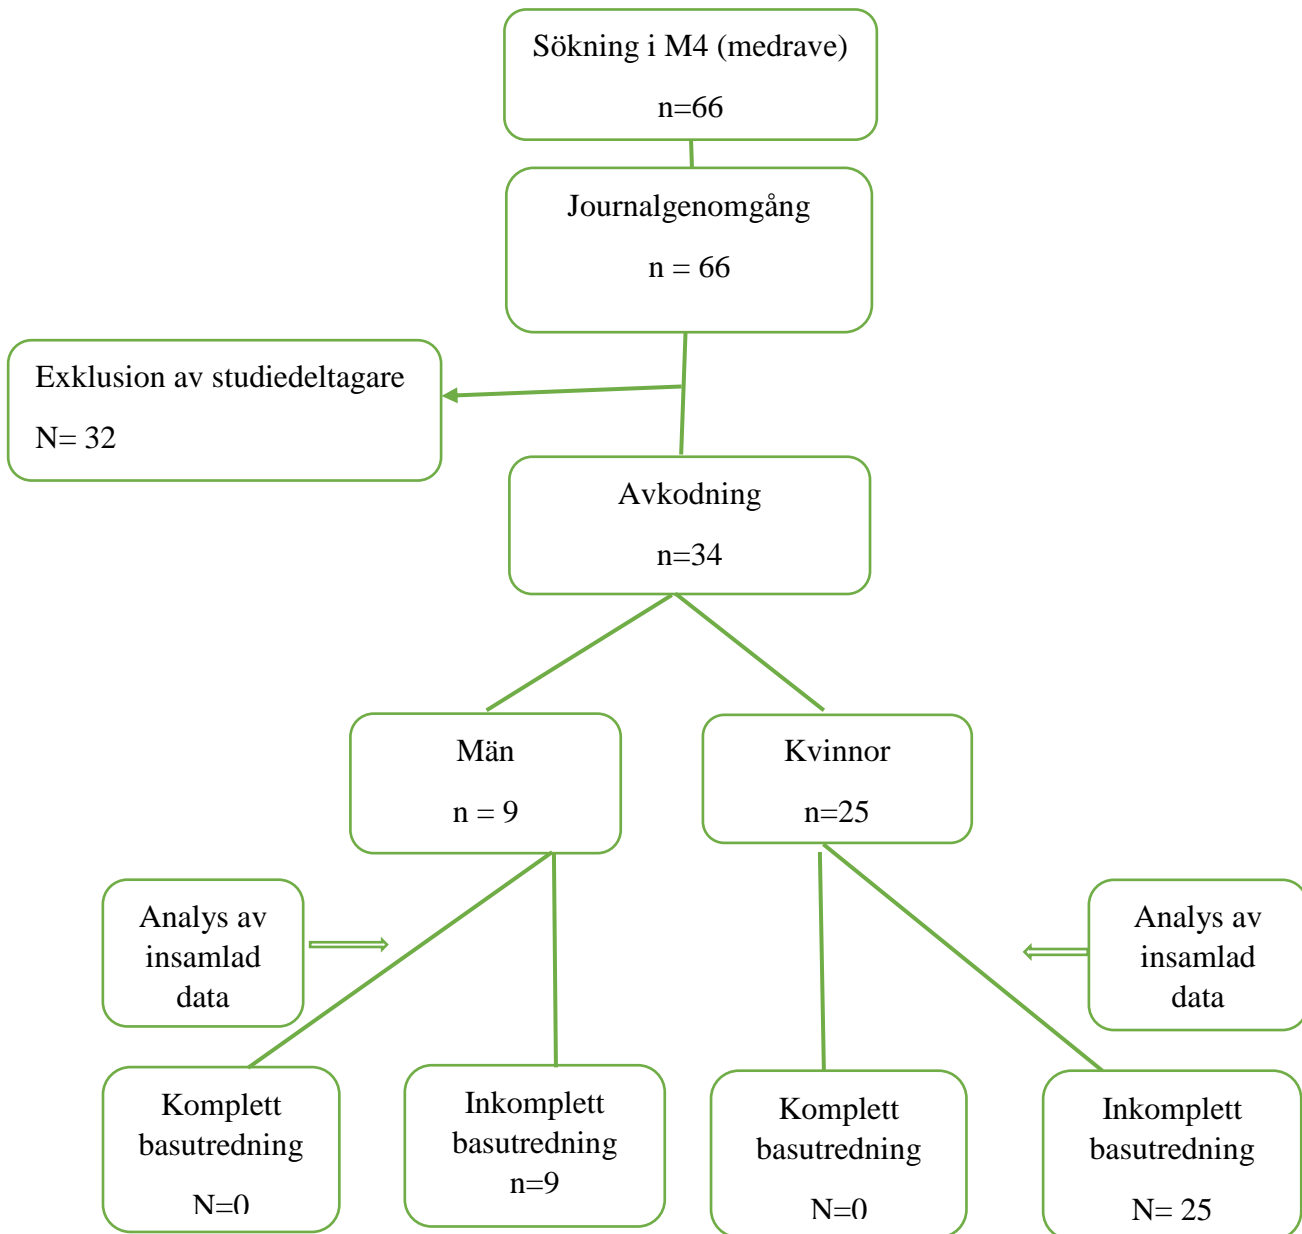 Sökning i M4 (medrave)
n=66
Journalgenomgång
n = 66
Exklusion av studiedeltagare
N= 32
Avkodning
n=34
Män
n = 9
Kvinnor
n=25
Analys av
insamlad
data
Analys av
insamlad
data
Komplett
basutredning
N=0
Inkomplett
basutredning
n=9
Komplett
basutredning
N=0
Inkomplett
basutredning
N= 25